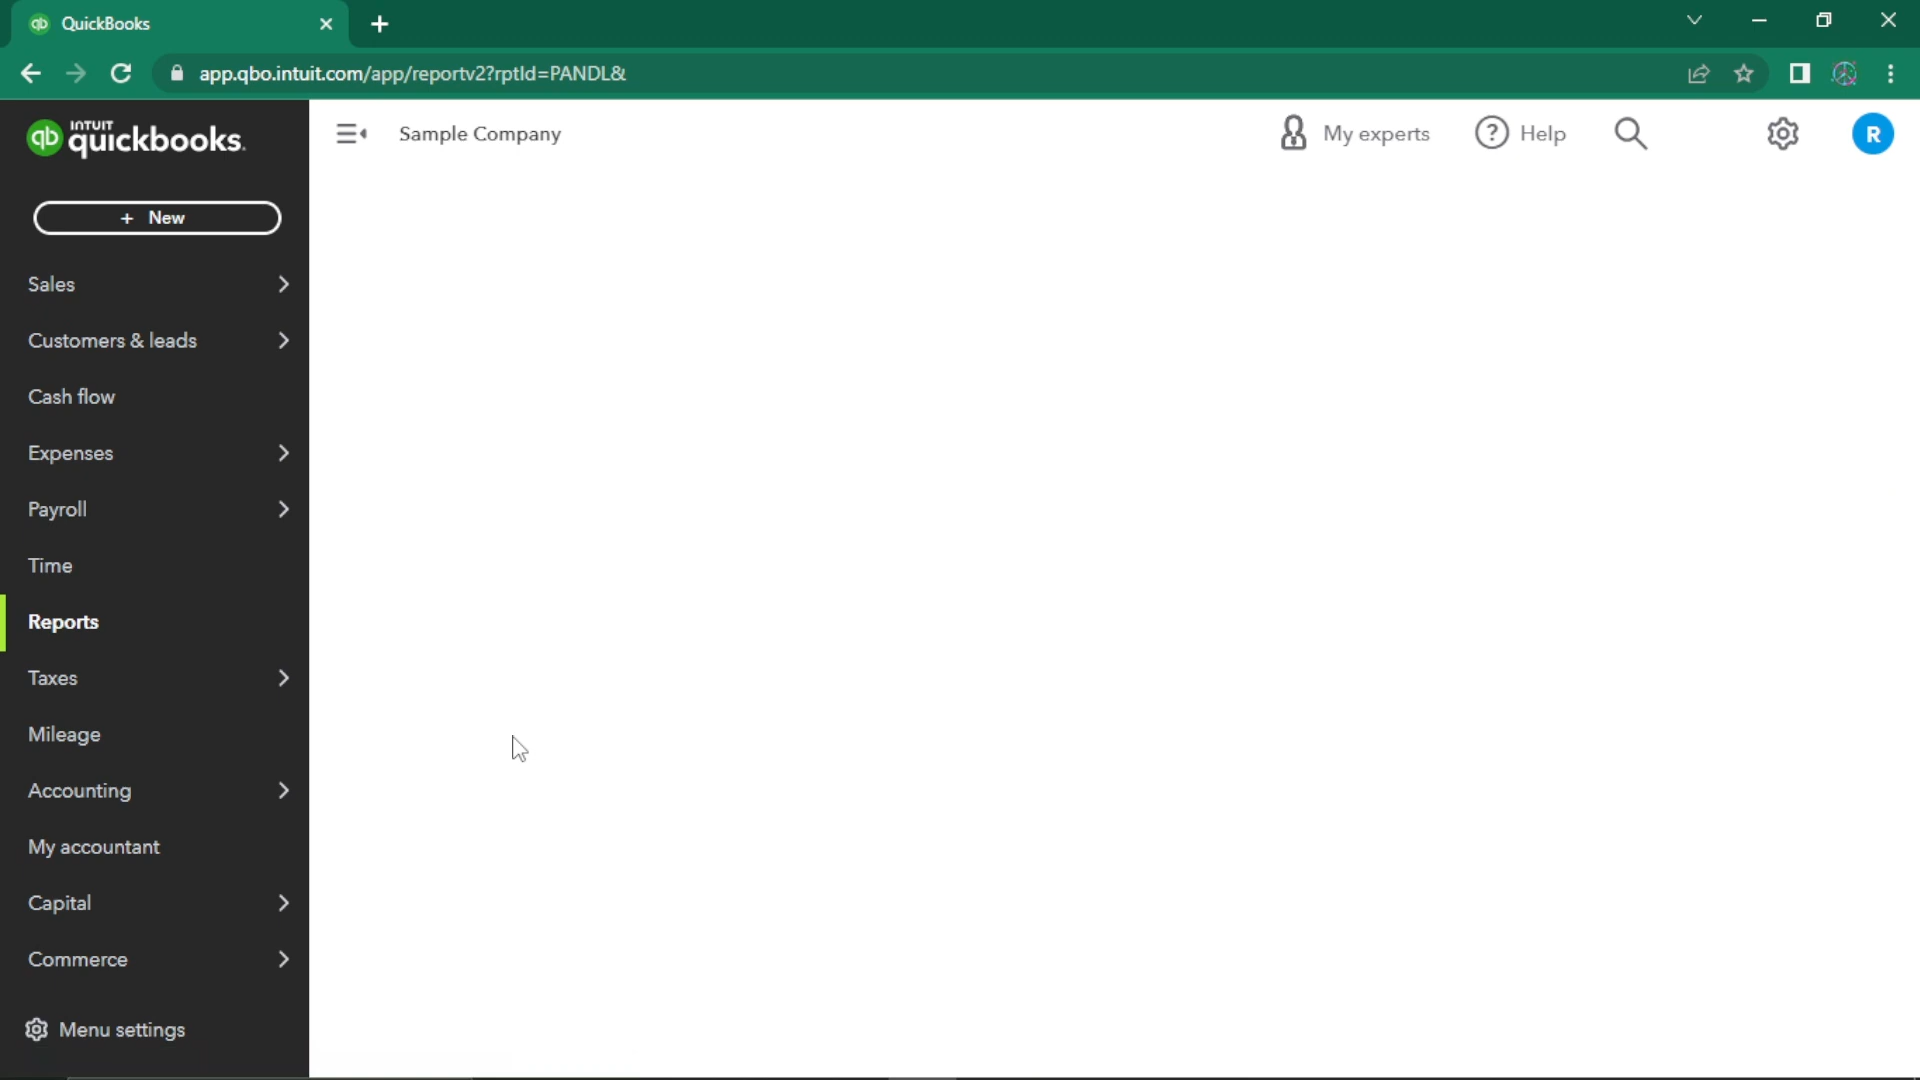 QuickBooks
app.qbo.intuit.com/app/reportv2?rptId=PANDL&
qb INTUIT quickbooks.
Sample Company
My experts
? Help
R
+ New
Sales
Customers & leads
Cash flow
Expenses
Payroll
Time
Reports
Taxes
Mileage
Accounting
My accountant
Capital
Commerce
Menu settings